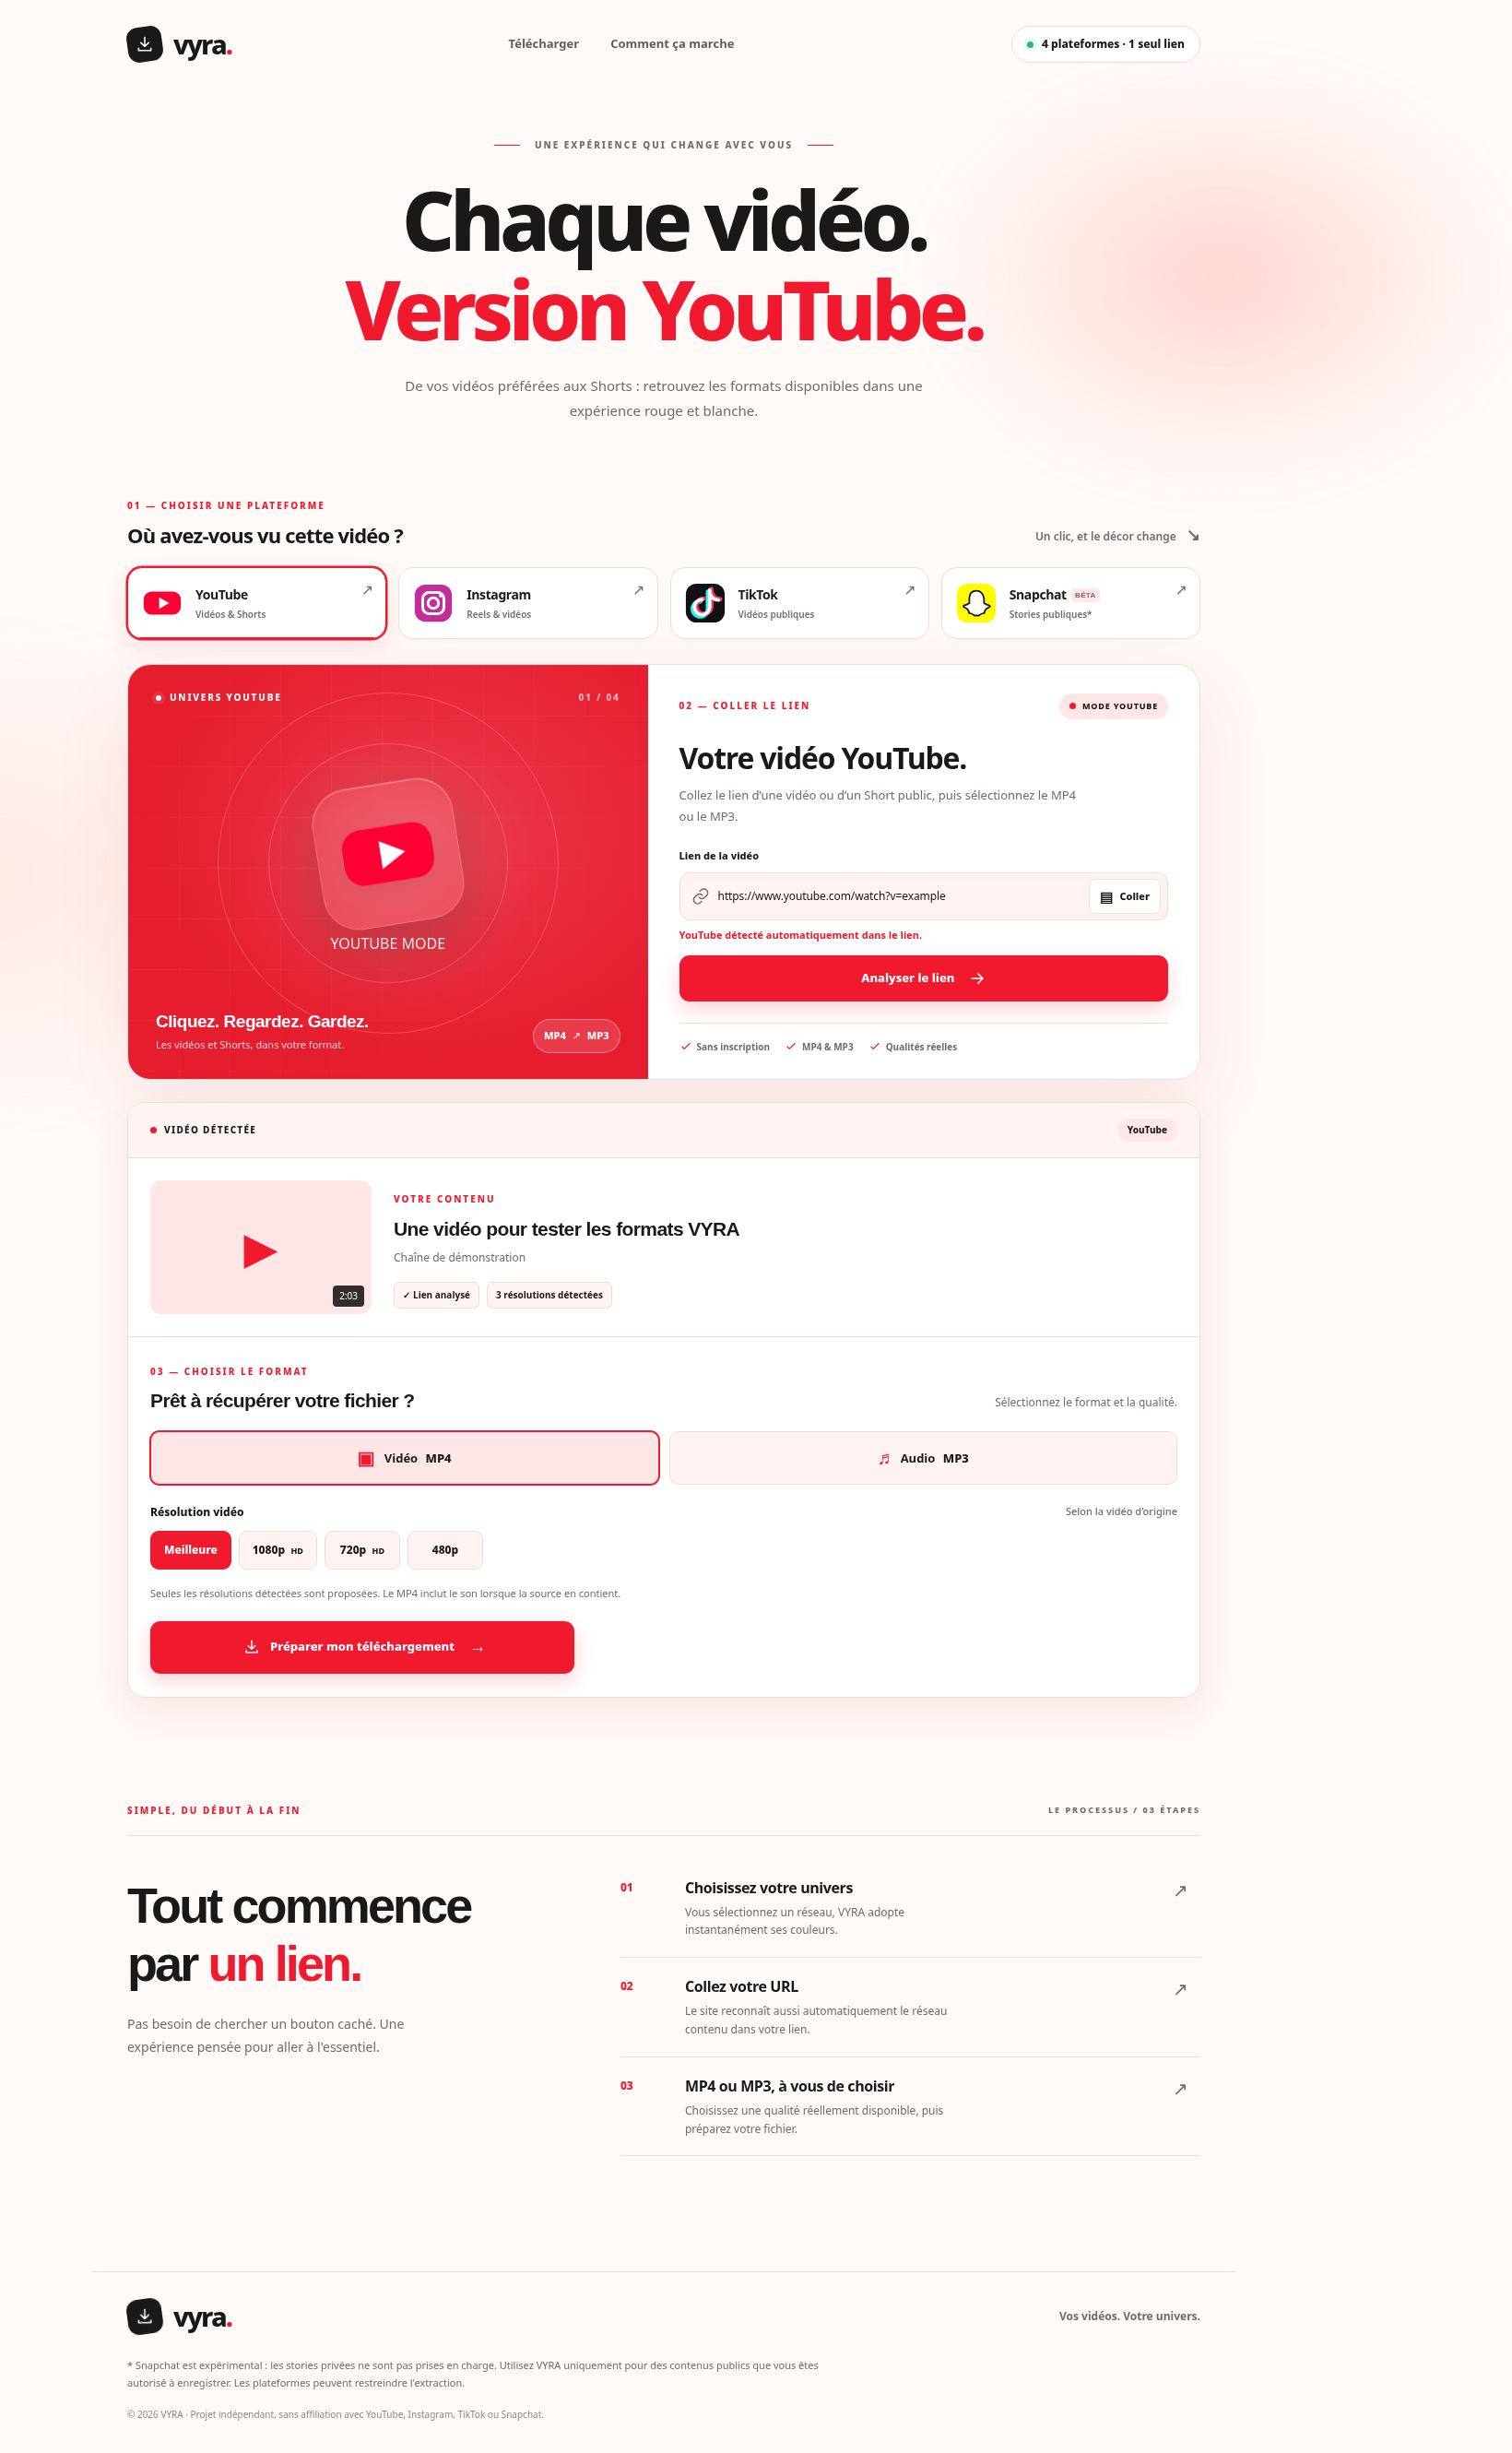 vyra.
Télécharger
Comment ça marche
4 plateformes · 1 seul lien
UNE EXPÉRIENCE QUI CHANGE AVEC VOUS
Chaque vidéo.
Version YouTube.
De vos vidéos préférées aux Shorts : retrouvez les formats disponibles dans une
expérience rouge et blanche.
01 — CHOISIR UNE PLATEFORME
Où avez-vous vu cette vidéo ?
Un clic, et le décor change ↘
YouTube ↗
Vidéos & Shorts
Instagram ↗
Reels & vidéos
TikTok ↗
Vidéos publiques
Snapchat BÊTA ↗
Stories publiques*
UNIVERS YOUTUBE
01 / 04
YOUTUBE MODE
Cliquez. Regardez. Gardez.
Les vidéos et Shorts, dans votre format.
MP4 ↗ MP3
02 — COLLER LE LIEN
MODE YOUTUBE
Votre vidéo YouTube.
Collez le lien d’une vidéo ou d’un Short public, puis sélectionnez le MP4
ou le MP3.
Lien de la vidéo
https://www.youtube.com/watch?v=example
▤ Coller
YouTube détecté automatiquement dans le lien.
Analyser le lien →
✓ Sans inscription
✓ MP4 & MP3
✓ Qualités réelles
VIDÉO DÉTECTÉE
YouTube
▶
2:03
VOTRE CONTENU
Une vidéo pour tester les formats VYRA
Chaîne de démonstration
✓ Lien analysé
3 résolutions détectées
03 — CHOISIR LE FORMAT
Prêt à récupérer votre fichier ?
Sélectionnez le format et la qualité.
▣ Vidéo MP4
♬ Audio MP3
Résolution vidéo
Selon la vidéo d’origine
Meilleure
1080p HD
720p HD
480p
Seules les résolutions détectées sont proposées. Le MP4 inclut le son lorsque la source en contient.
Préparer mon téléchargement →
SIMPLE, DU DÉBUT À LA FIN
LE PROCESSUS / 03 ÉTAPES
Tout commence
par un lien.
Pas besoin de chercher un bouton caché. Une
expérience pensée pour aller à l'essentiel.
01
Choisissez votre univers ↗
Vous sélectionnez un réseau, VYRA adopte
instantanément ses couleurs.
02
Collez votre URL ↗
Le site reconnaît aussi automatiquement le réseau
contenu dans votre lien.
03
MP4 ou MP3, à vous de choisir ↗
Choisissez une qualité réellement disponible, puis
préparez votre fichier.
vyra.
Vos vidéos. Votre univers.
* Snapchat est expérimental : les stories privées ne sont pas prises en charge. Utilisez VYRA uniquement pour des contenus publics que vous êtes
autorisé à enregistrer. Les plateformes peuvent restreindre l'extraction.
© 2026 VYRA · Projet indépendant, sans affiliation avec YouTube, Instagram, TikTok ou Snapchat.